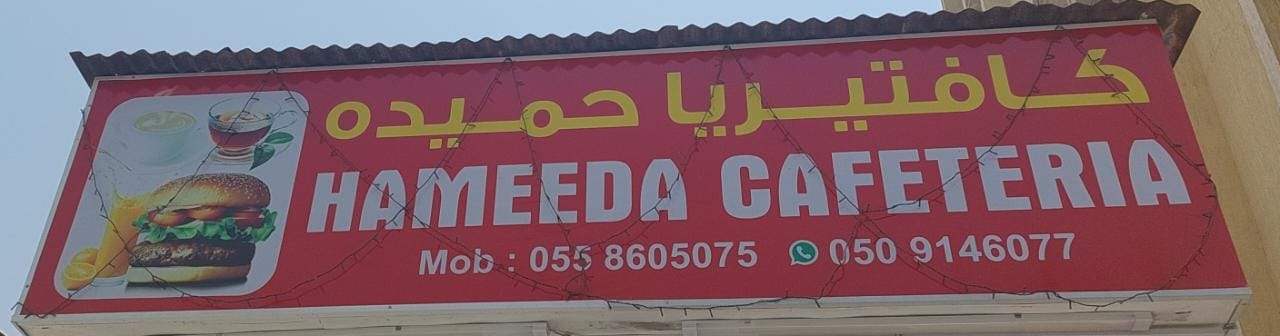 كافتيريا حميده
HAMEEDA CAFETERIA
Mob : 055 8605075 050 9146077